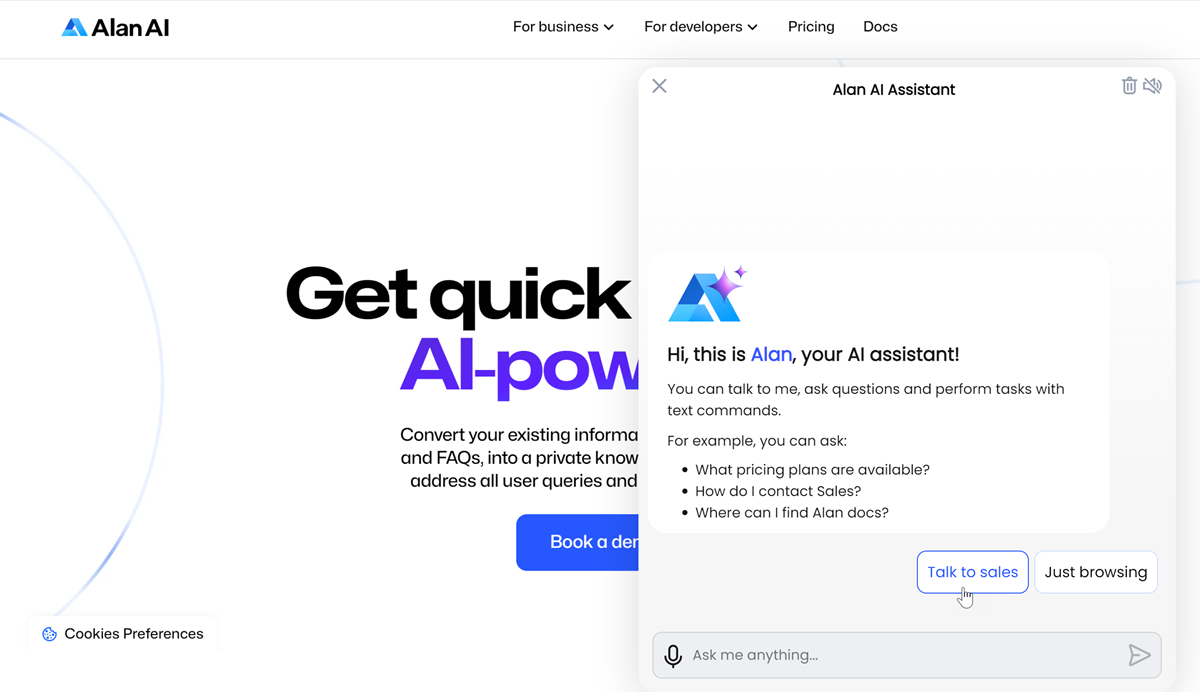 Alan AI
For business
For developers
Pricing
Docs
Get quick
AI-pow
Convert your existing informa
and FAQs, into a private know
address all user queries and
Book a der
Cookies Preferences
Alan AI Assistant
Hi, this is Alan, your AI assistant!
You can talk to me, ask questions and perform tasks with
text commands.
For example, you can ask:
• What pricing plans are available?
• How do I contact Sales?
• Where can I find Alan docs?
Talk to sales
Just browsing
Ask me anything...